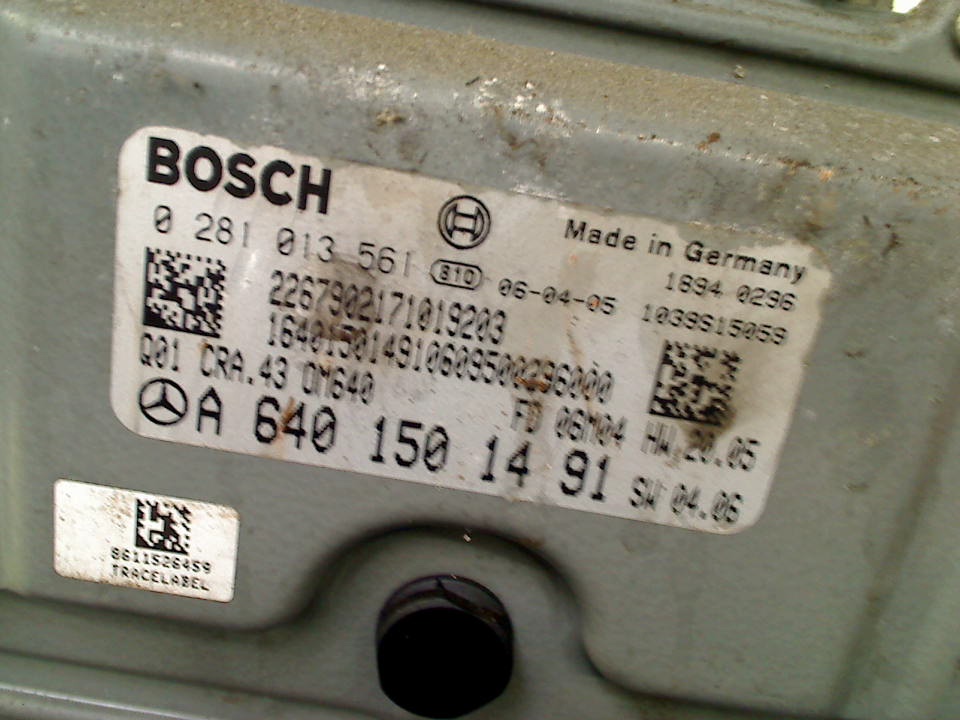 BOSCH
0 281 013 561
810
06-04-05
Made in Germany
1894 0296
1039S15059
2267902171019203
164015014910609500296000
Q01 CRA.43 OM640
FD 06M04 HW 20.05
A 640 150 14 91 SW 04.06
8611526459
TRACELABEL